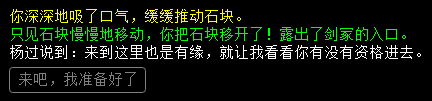 你深深地吸了口气，缓缓推动石块。
只见石块慢慢地移动，你把石块移开了！露出了剑冢的入口。
杨过说到：来到这里也是有缘，就让我看看你有没有资格进去。
来吧，我准备好了